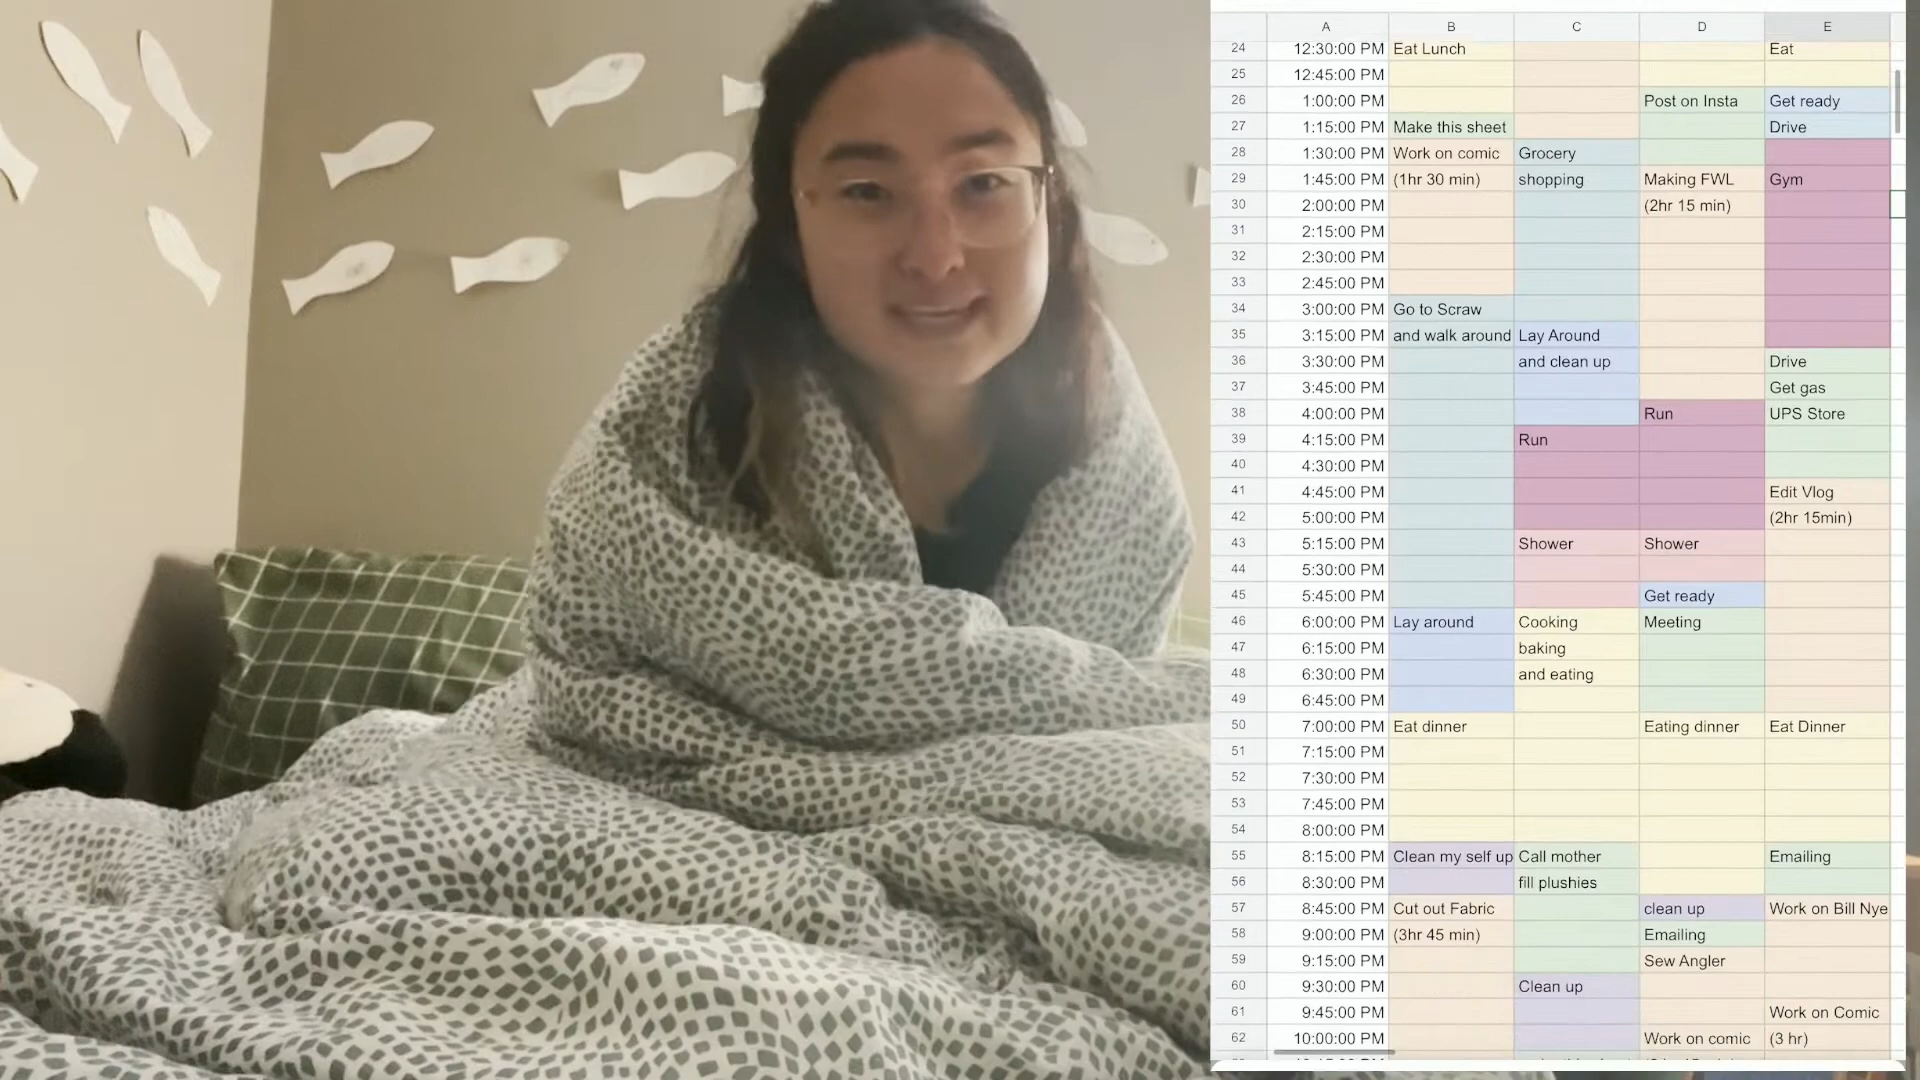 A B C D E
24 12:30:00 PM Eat Lunch Eat
25 12:45:00 PM
26 1:00:00 PM Post on Insta Get ready
27 1:15:00 PM Make this sheet Drive
28 1:30:00 PM Work on comic Grocery
29 1:45:00 PM (1hr 30 min) shopping Making FWL Gym
30 2:00:00 PM (2hr 15 min)
31 2:15:00 PM
32 2:30:00 PM
33 2:45:00 PM
34 3:00:00 PM Go to Scraw
35 3:15:00 PM and walk around Lay Around
36 3:30:00 PM and clean up Drive
37 3:45:00 PM Get gas
38 4:00:00 PM Run UPS Store
39 4:15:00 PM Run
40 4:30:00 PM
41 4:45:00 PM Edit Vlog
42 5:00:00 PM (2hr 15min)
43 5:15:00 PM Shower Shower
44 5:30:00 PM
45 5:45:00 PM Get ready
46 6:00:00 PM Lay around Cooking Meeting
47 6:15:00 PM baking
48 6:30:00 PM and eating
49 6:45:00 PM
50 7:00:00 PM Eat dinner Eating dinner Eat Dinner
51 7:15:00 PM
52 7:30:00 PM
53 7:45:00 PM
54 8:00:00 PM
55 8:15:00 PM Clean my self up Call mother Emailing
56 8:30:00 PM fill plushies
57 8:45:00 PM Cut out Fabric clean up Work on Bill Nye
58 9:00:00 PM (3hr 45 min) Emailing
59 9:15:00 PM Sew Angler
60 9:30:00 PM Clean up
61 9:45:00 PM Work on Comic
62 10:00:00 PM Work on comic (3 hr)